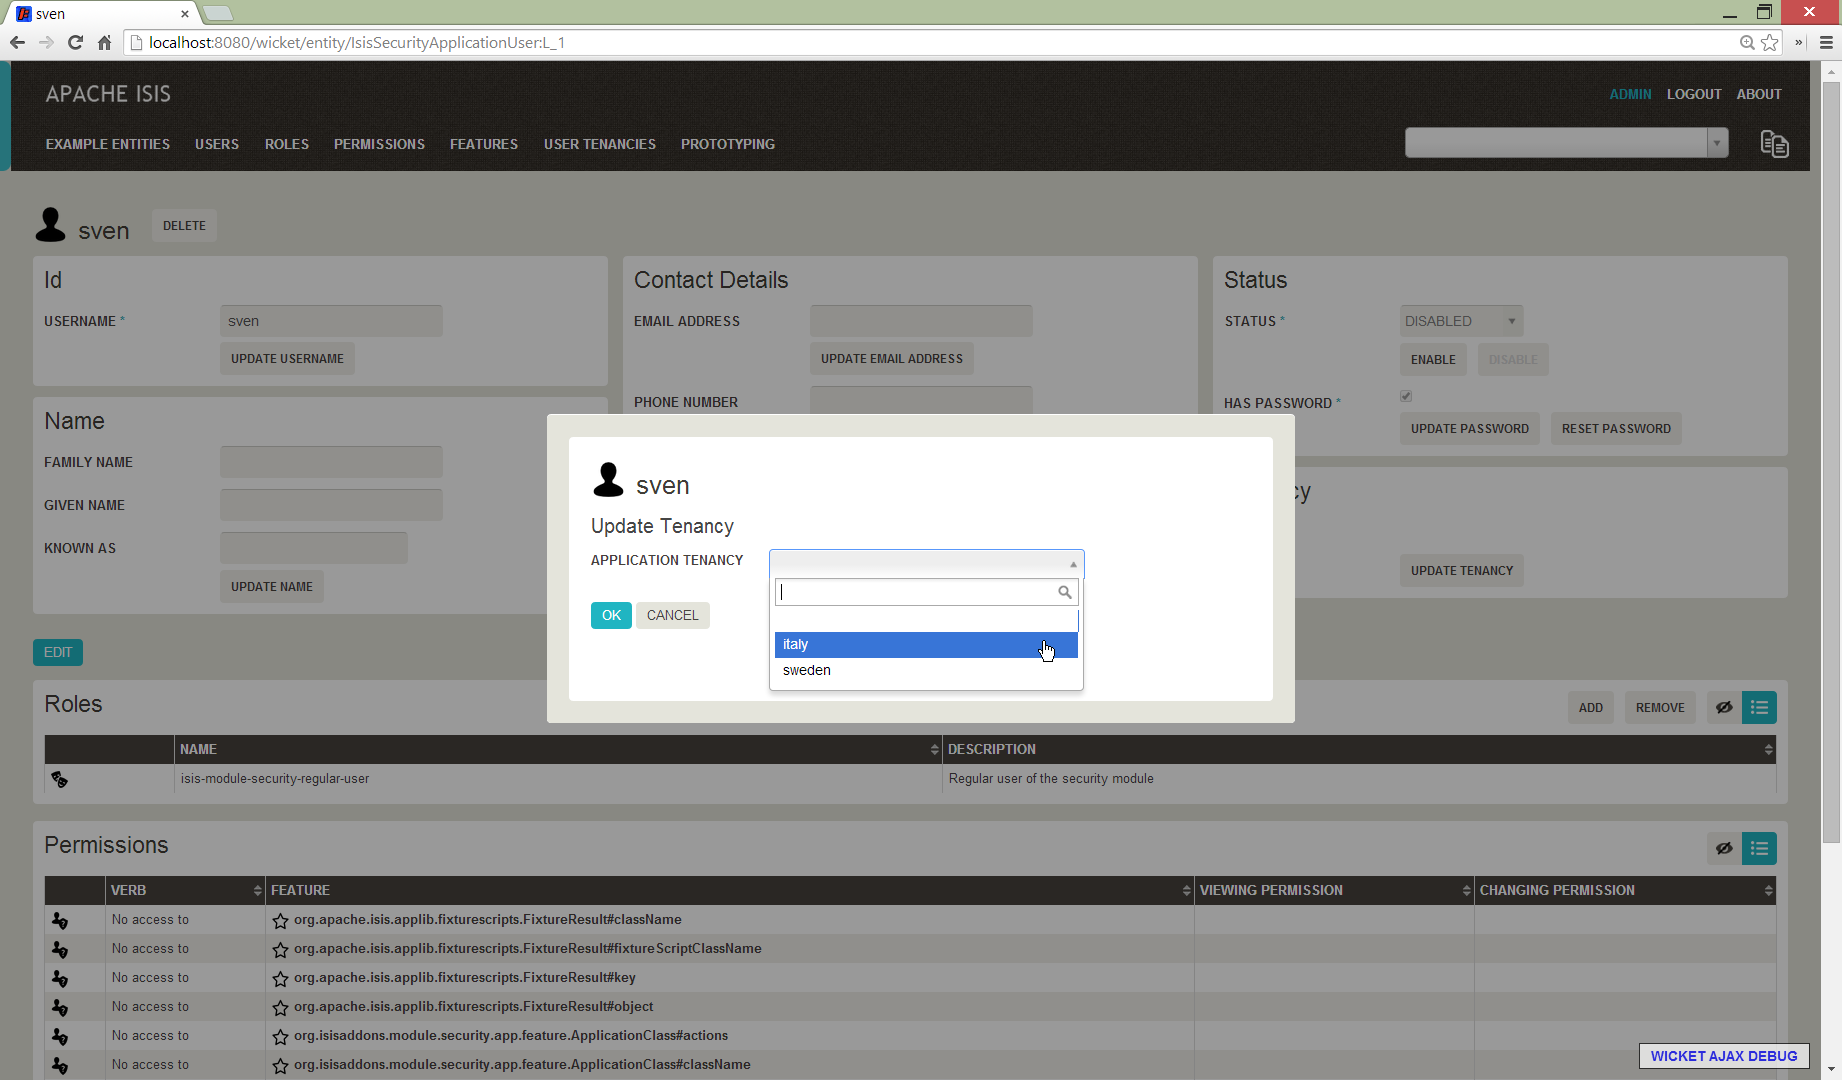 sven
localhost:8080/wicket/entity/IsisSecurityApplicationUser:L_1
APACHE ISIS
ADMIN LOGOUT ABOUT
EXAMPLE ENTITIES USERS ROLES PERMISSIONS FEATURES USER TENANCIES PROTOTYPING
sven DELETE
Id
USERNAME * sven
UPDATE USERNAME
Contact Details
EMAIL ADDRESS
UPDATE EMAIL ADDRESS
PHONE NUMBER
Status
STATUS * DISABLED
ENABLE DISABLE
HAS PASSWORD *
UPDATE PASSWORD RESET PASSWORD
Name
FAMILY NAME
GIVEN NAME
KNOWN AS
UPDATE NAME
cy
UPDATE TENANCY
sven
Update Tenancy
APPLICATION TENANCY
italy
sweden
OK CANCEL
EDIT
Roles
ADD REMOVE
NAME DESCRIPTION
isis-module-security-regular-user Regular user of the security module
Permissions
VERB FEATURE VIEWING PERMISSION CHANGING PERMISSION
No access to org.apache.isis.applib.fixturescripts.FixtureResult#className
No access to org.apache.isis.applib.fixturescripts.FixtureResult#fixtureScriptClassName
No access to org.apache.isis.applib.fixturescripts.FixtureResult#key
No access to org.apache.isis.applib.fixturescripts.FixtureResult#object
No access to org.isisaddons.module.security.app.feature.ApplicationClass#actions
No access to org.isisaddons.module.security.app.feature.ApplicationClass#className
WICKET AJAX DEBUG